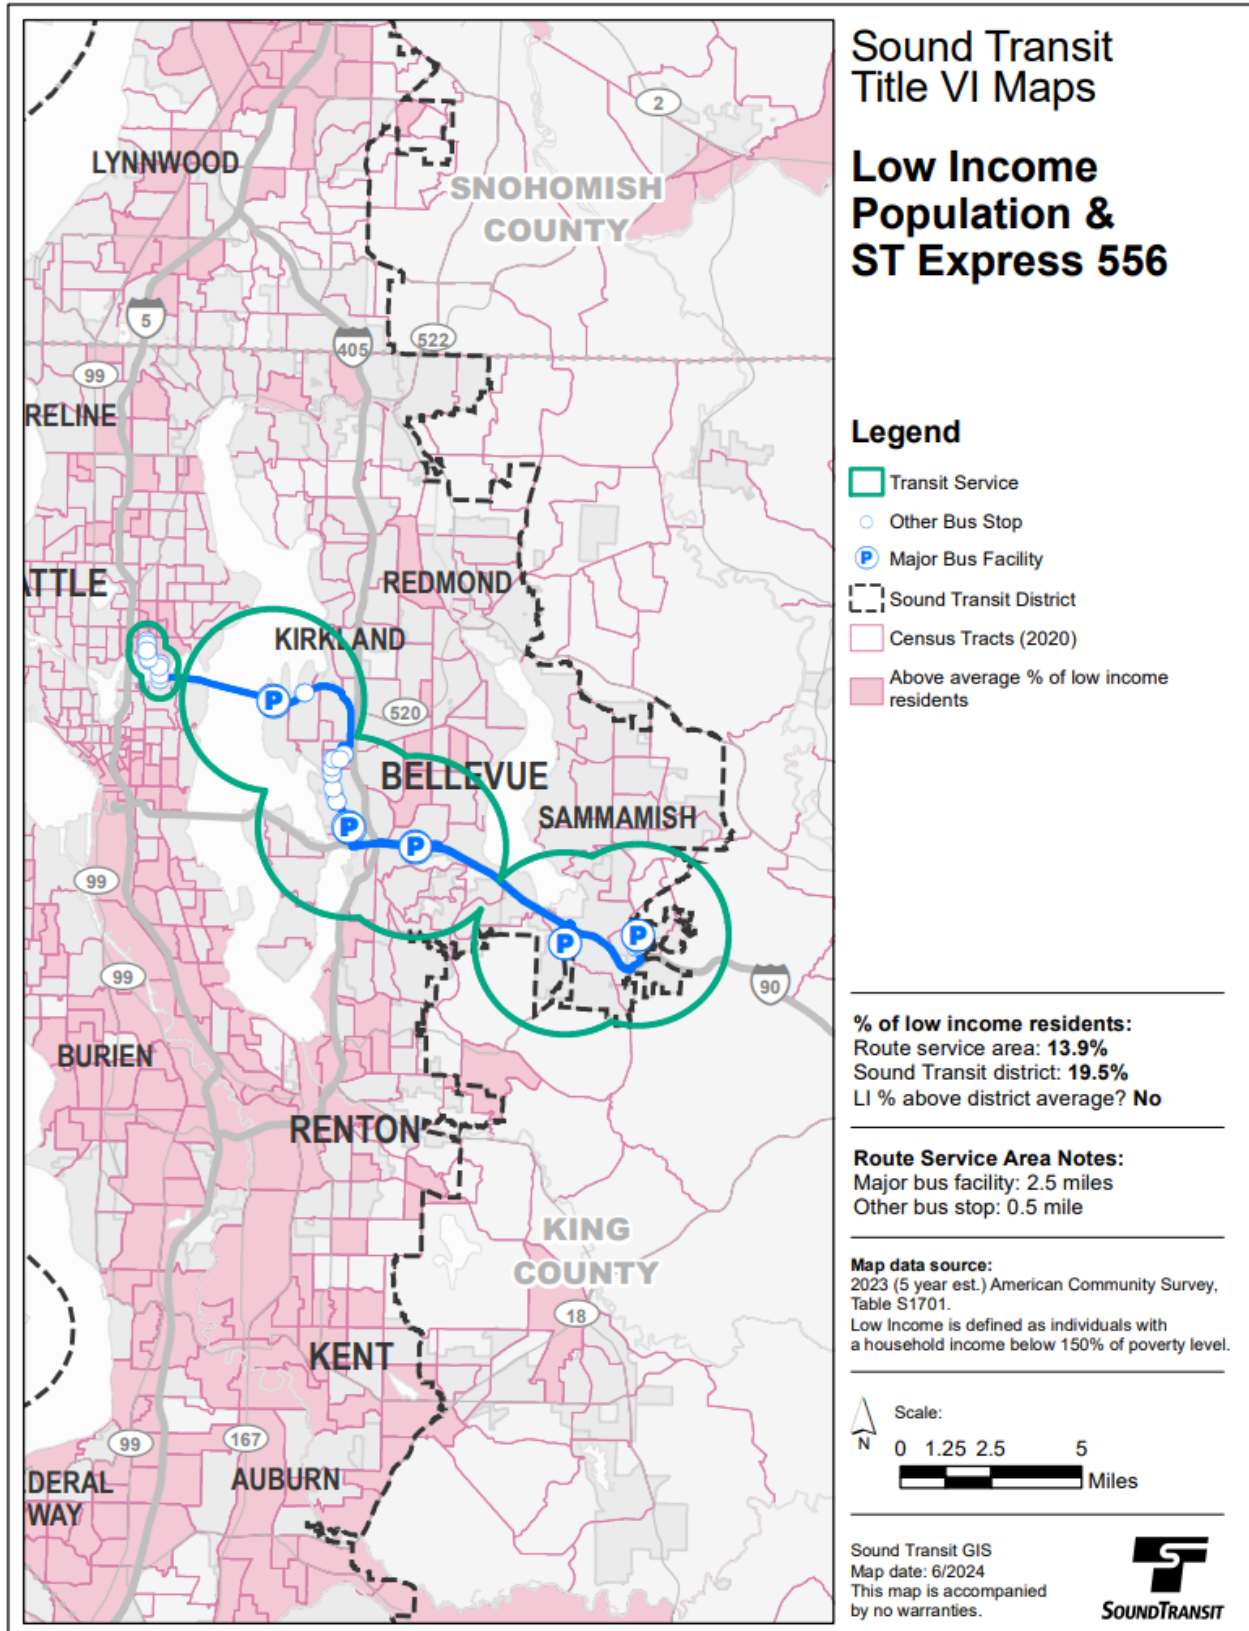 Sound Transit
Title VI Maps
Low Income
Population &
ST Express 556
Legend
Transit Service
Other Bus Stop
P Major Bus Facility
Sound Transit District
Census Tracts (2020)
Above average % of low income
residents
% of low income residents:
Route service area: 13.9%
Sound Transit district: 19.5%
LI % above district average? No
Route Service Area Notes:
Major bus facility: 2.5 miles
Other bus stop: 0.5 mile
Map data source:
2023 (5 year est.) American Community Survey,
Table S1701.
Low Income is defined as individuals with
a household income below 150% of poverty level.
N
Scale:
0 1.25 2.5 5
Miles
Sound Transit GIS
Map date: 6/2024
This map is accompanied
by no warranties.
SOUNDTRANSIT
2
LYNNWOOD
SNOHOMISH
COUNTY
5
405
522
99
RELINE
ATTLE
REDMOND
KIRKLAND
P
520
BELLEVUE
SAMMAMISH
P
P
99
P
P
99
90
BURIEN
RENTON
KING
COUNTY
18
KENT
99
167
DERAL
WAY
AUBURN